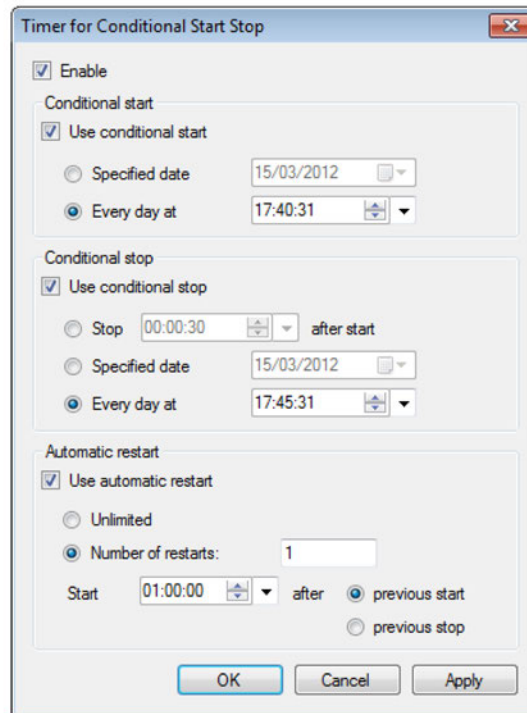 Timer for Conditional Start Stop
Enable
Conditional start
Use conditional start
Specified date 15/03/2012
Every day at 17:40:31
Conditional stop
Use conditional stop
Stop 00:00:30 after start
Specified date 15/03/2012
Every day at 17:45:31
Automatic restart
Use automatic restart
Unlimited
Number of restarts: 1
Start 01:00:00 after previous start
previous stop
OK Cancel Apply